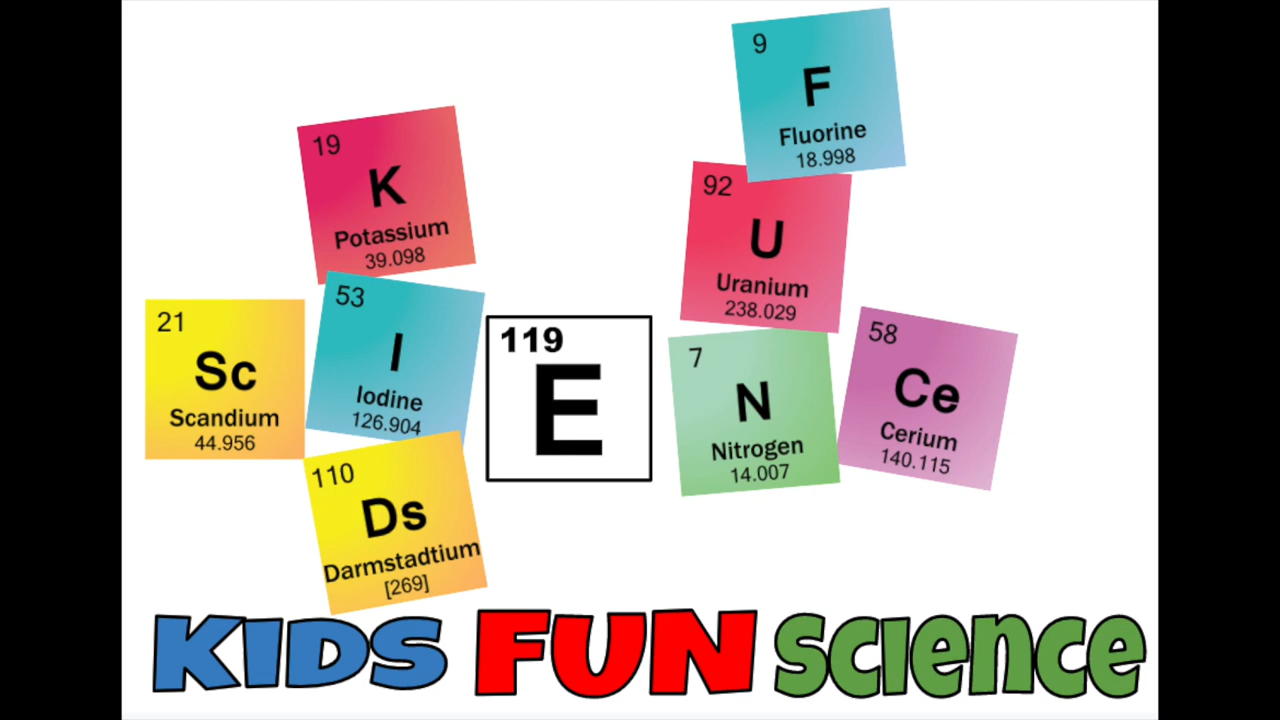 9
F
Fluorine
18.998
19
K
Potassium
39.098
92
U
Uranium
238.029
21
Sc
Scandium
44.956
53
I
Iodine
126.904
119
E
7
N
Nitrogen
14.007
58
Ce
Cerium
140.115
110
Ds
Darmstadtium
[269]
KIDS FUN SCIENCE